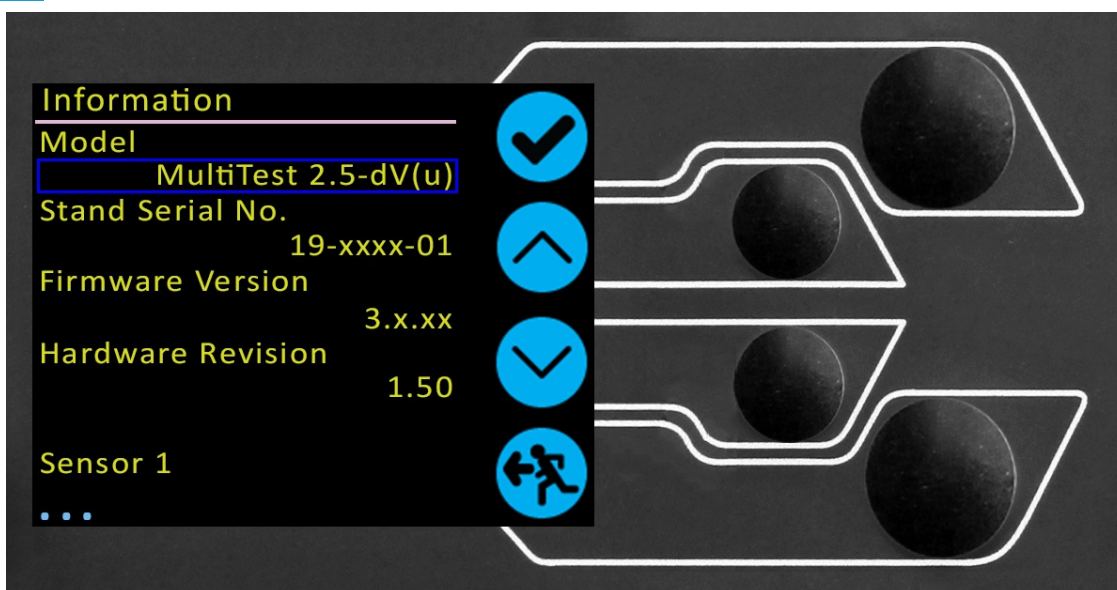 Information
Model
MultiTest 2.5-dV(u)
Stand Serial No.
19-xxxx-01
Firmware Version
3.x.xx
Hardware Revision
1.50
Sensor 1
...